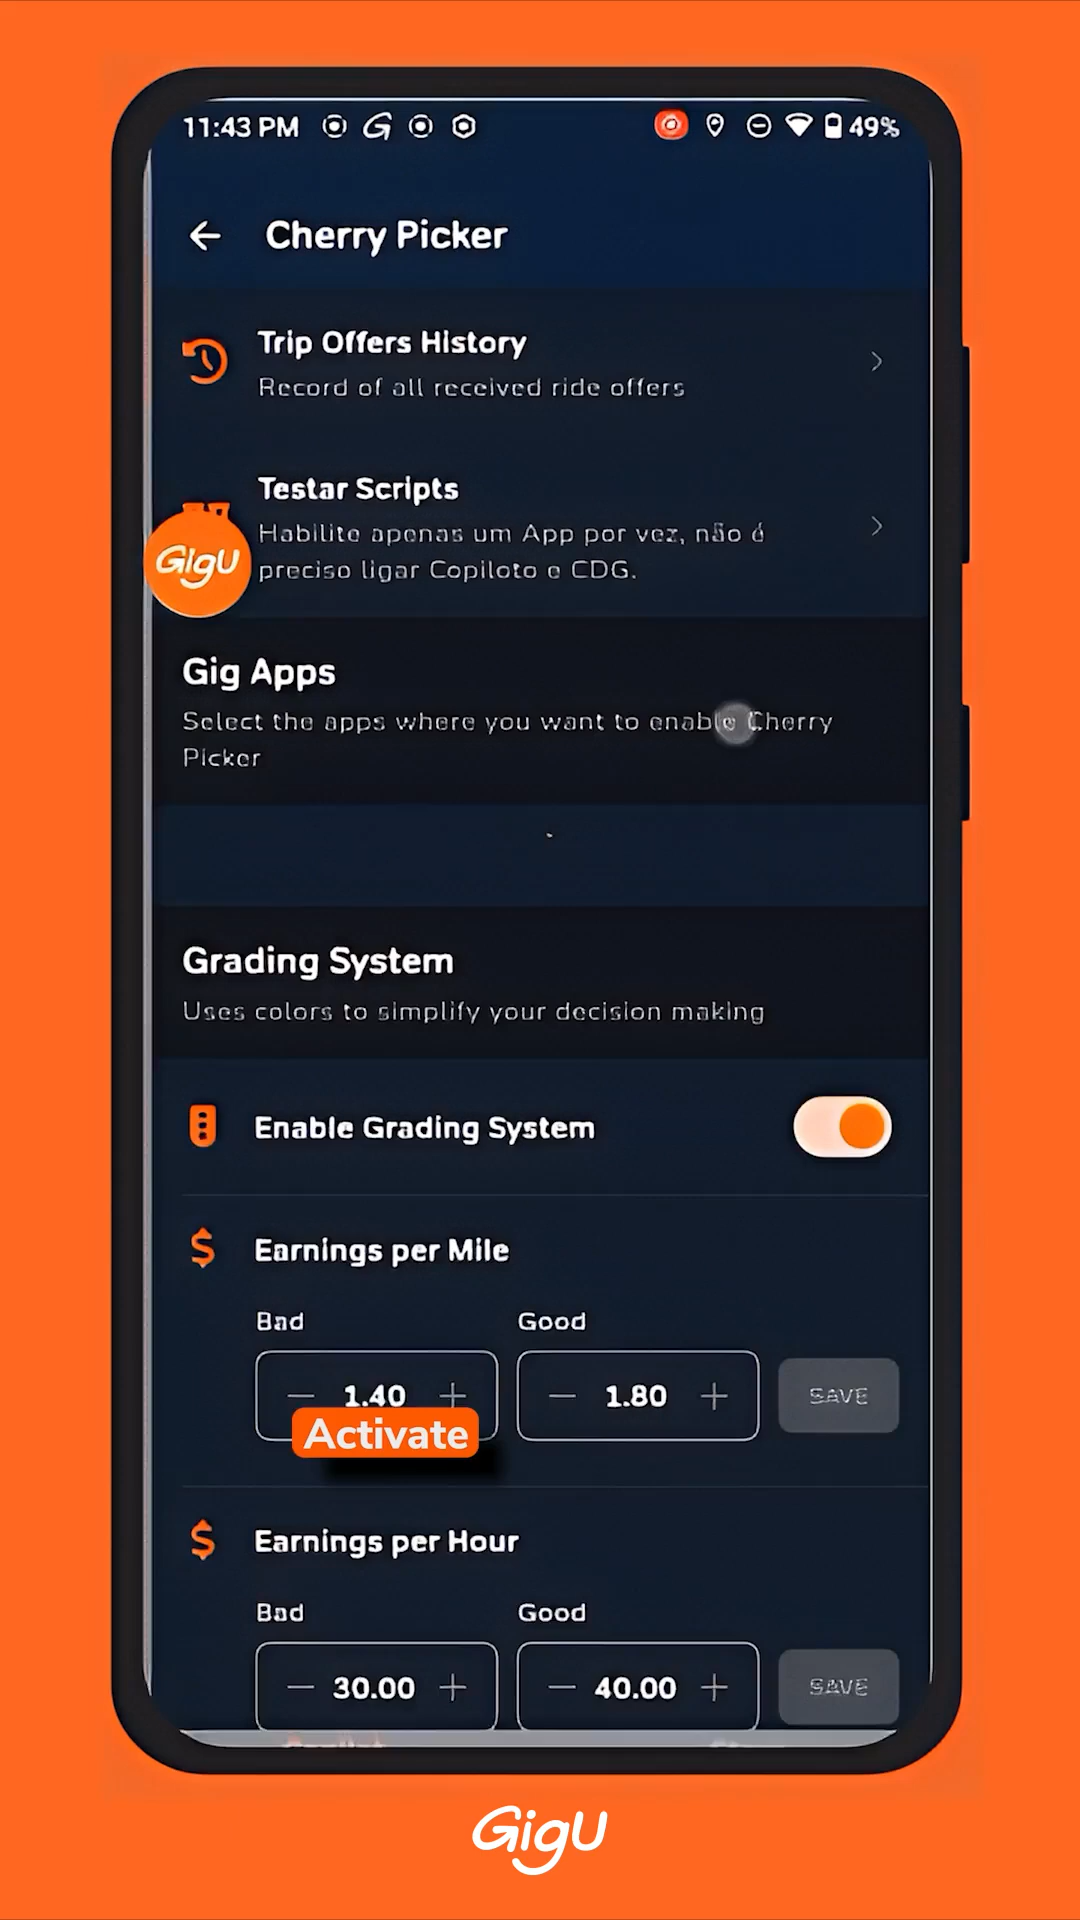 11:43 PM
49%
Cherry Picker
Trip Offers History
Record of all received ride offers
Testar Scripts
Habilite apenas um App por vez, não é
preciso ligar Copiloto e CDG.
GigU
Gig Apps
Select the apps where you want to enable Cherry
Picker
Grading System
Uses colors to simplify your decision making
Enable Grading System
Earnings per Mile
Bad
Good
1.40
1.80
SAVE
Activate
Earnings per Hour
Bad
Good
30.00
40.00
SAVE
GigU